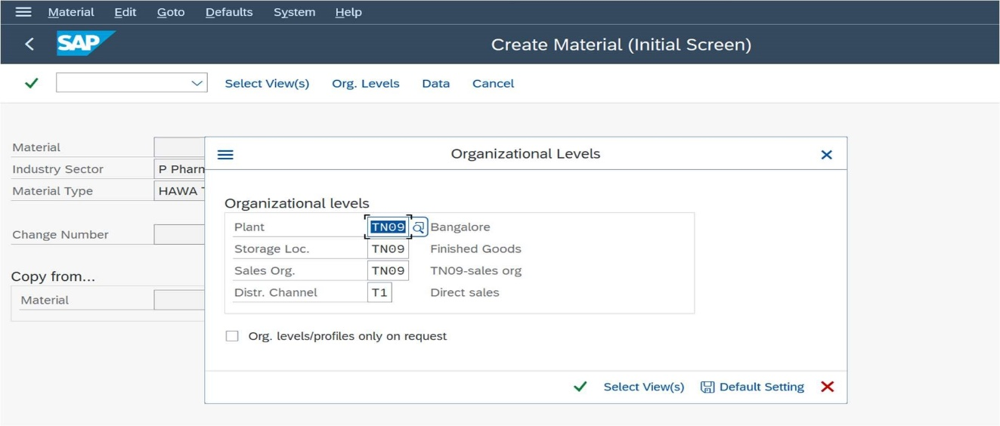 Material Edit Goto Defaults System Help
SAP Create Material (Initial Screen)
Select View(s) Org. Levels Data Cancel
Material
Industry Sector P Pharn
Material Type HAWA
Change Number
Copy from...
Material
Organizational Levels
Organizational levels
Plant TN09 Bangalore
Storage Loc. TN09 Finished Goods
Sales Org. TN09 TN09-sales org
Distr. Channel T1 Direct sales
Org. levels/profiles only on request
Select View(s) Default Setting